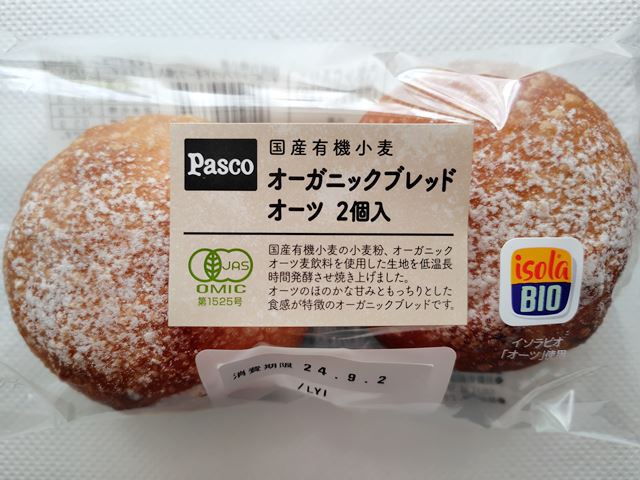 Pasco
国産有機小麦
オーガニックブレッド
オーツ 2個入
JAS
OMIC
第1525号
国産有機小麦の小麦粉、オーガニック
オーツ麦飲料を使用した生地を低温長
時間発酵させ焼き上げました。
オーツのほのかな甘みともっちりとした
食感が特徴のオーガニックブレッドです。
isola
BIO
イソラビオ
「オーツ」使用
消費期限 24.9.2
/LYI